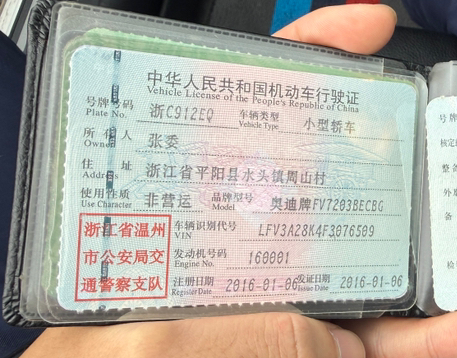 中华人民共和国机动车行驶证
Vehicle License of the People's Republic of China
号牌号码 浙C912EQ 车辆类型 小型轿车
Plate No. Vehicle Type
所有人 张委
Owner
住址 浙江省平阳县水头镇周山村
Address
使用性质 非营运 品牌型号 奥迪牌FV7203BECBG
Use Character Model
浙江省温州
市公安局交
通警察支队
车辆识别代号 LFV3A28K4F3076509
VIN
发动机号码 160001
Engine No.
注册日期 2016-01-06 发证日期 2016-01-06
Register Date Issue Date
号牌
核定